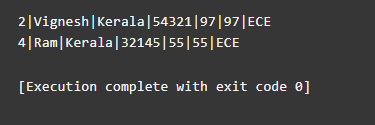 2|Vignesh|Kerala|54321|97|97|ECE
4|Ram|Kerala|32145|55|55|ECE
[Execution complete with exit code 0]